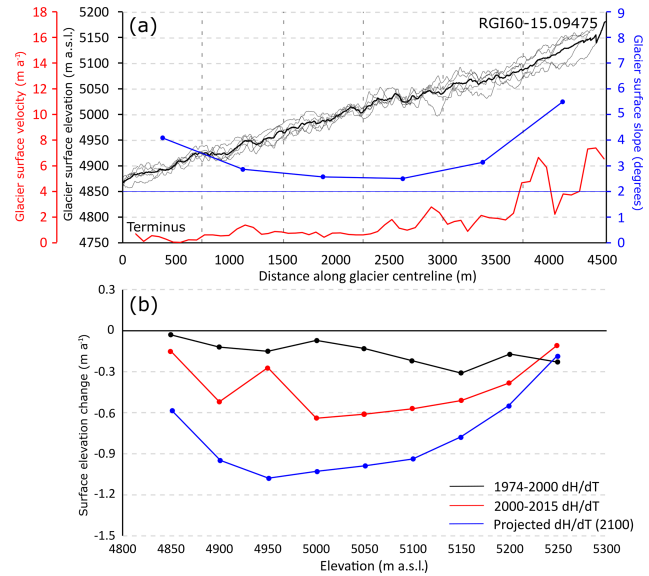 (a)
RGI60-15.09475
Glacier surface velocity (m a⁻¹)
18
16
14
12
10
8
6
4
2
0
Glacier surface elevation (m a.s.l.)
5200
5150
5100
5050
5000
4950
4900
4850
4800
4750
Glacier surface slope (degrees)
9
8
7
6
5
4
3
2
1
0
Terminus
0 500 1000 1500 2000 2500 3000 3500 4000 4500
Distance along glacier centreline (m)
(b)
Surface elevation change (m a⁻¹)
0.3
0
-0.3
-0.6
-0.9
-1.2
-1.5
1974-2000 dH/dT
2000-2015 dH/dT
Projected dH/dT (2100)
4800 4850 4900 4950 5000 5050 5100 5150 5200 5250 5300
Elevation (m a.s.l.)